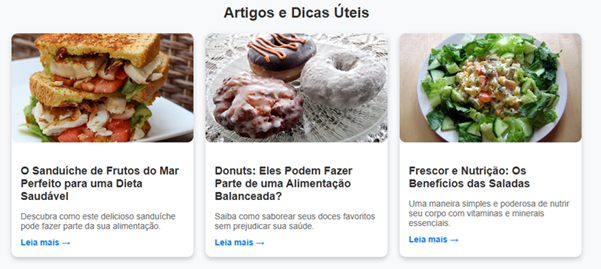 Artigos e Dicas Úteis
O Sanduiche de Frutos do Mar
Perfeito para uma Dieta
Saudável
Descubra como este delicioso sanduíche
pode fazer parte da sua alimentação.
Leia mais →
Donuts: Eles Podem Fazer
Parte de uma Alimentação
Balanceada?
Saiba como saborear seus doces favoritos
sem prejudicar sua saúde.
Leia mais →
Frescor e Nutrição: Os
Benefícios das Saladas
Uma maneira simples e poderosa de nutrir
seu corpo com vitaminas e minerais
essenciais.
Leia mais →